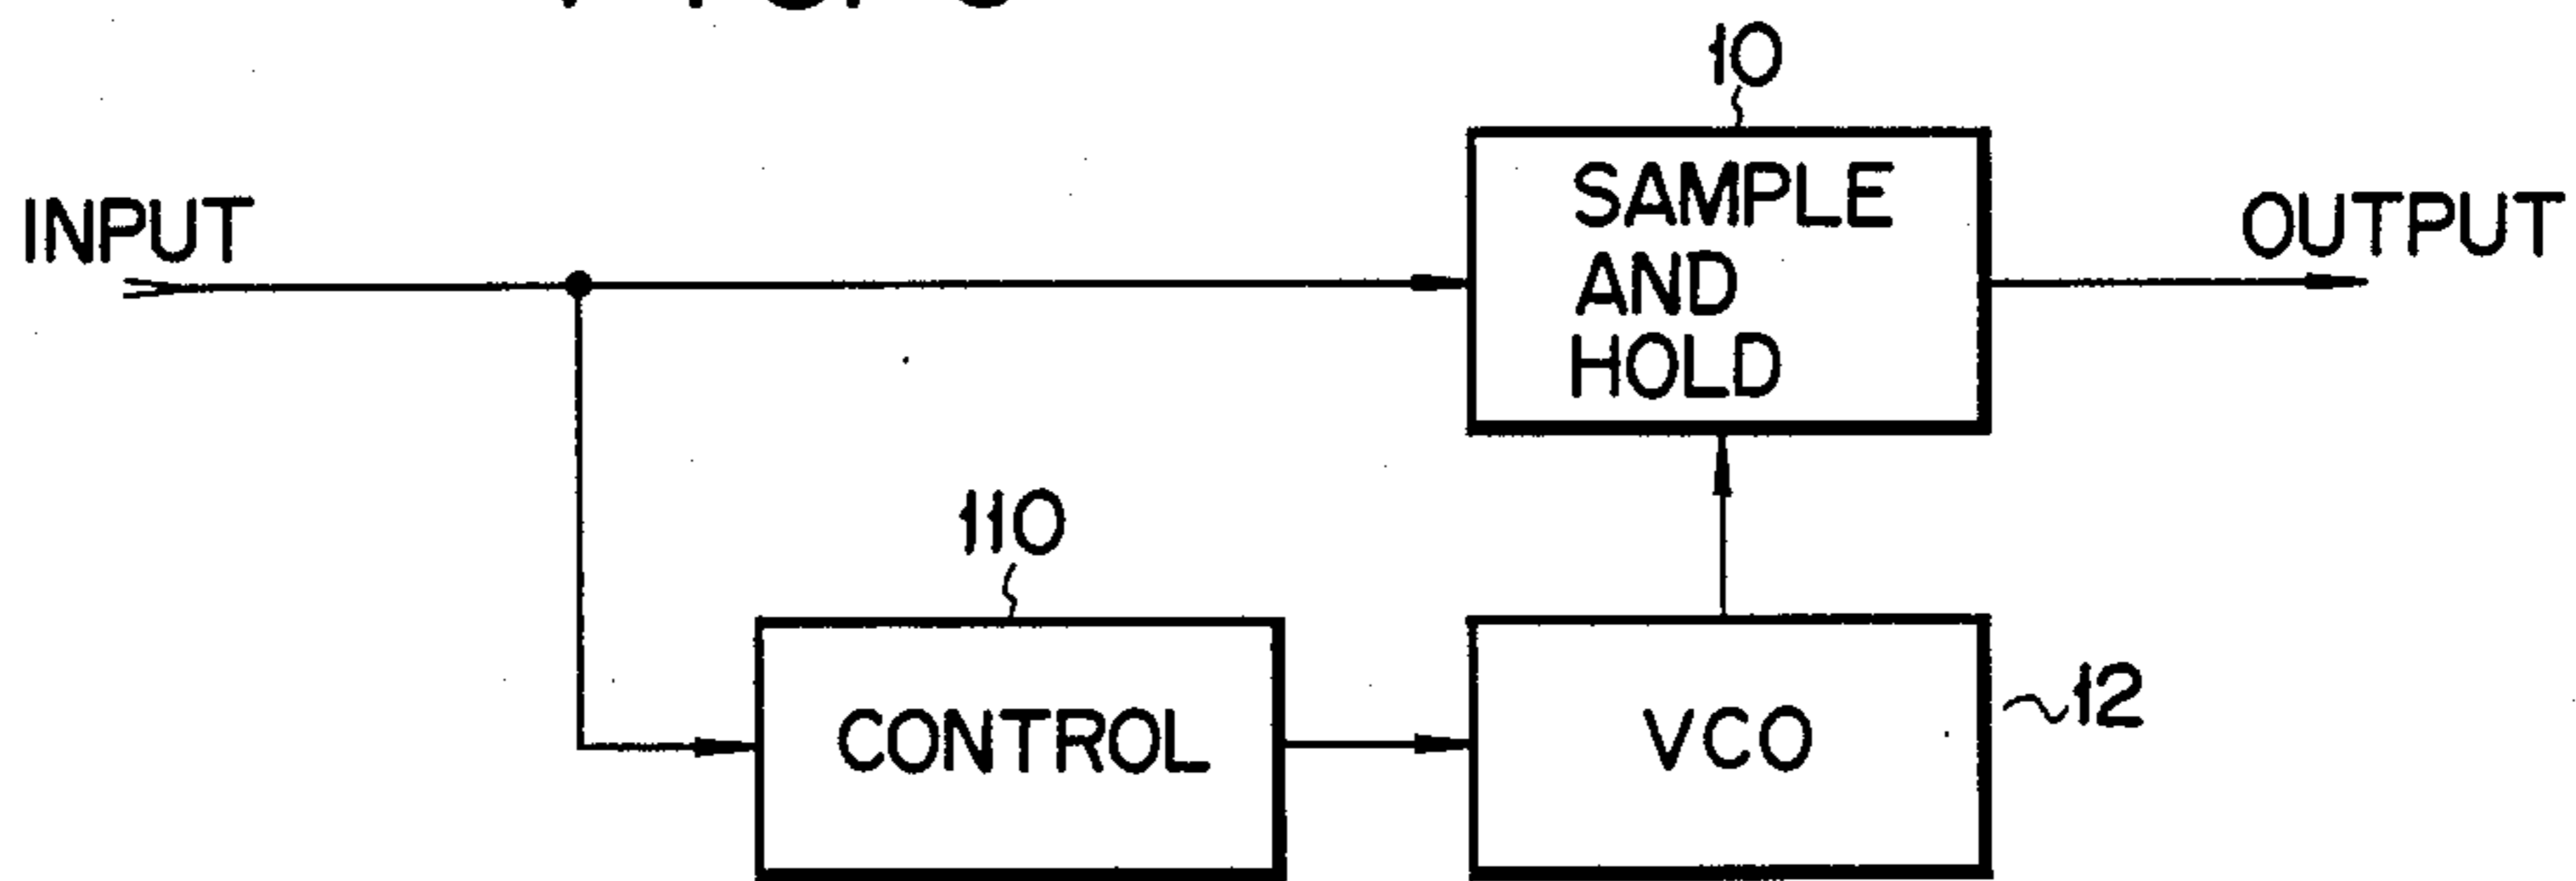 10
INPUT
SAMPLE
AND
HOLD
OUTPUT
110
CONTROL
VCO
12